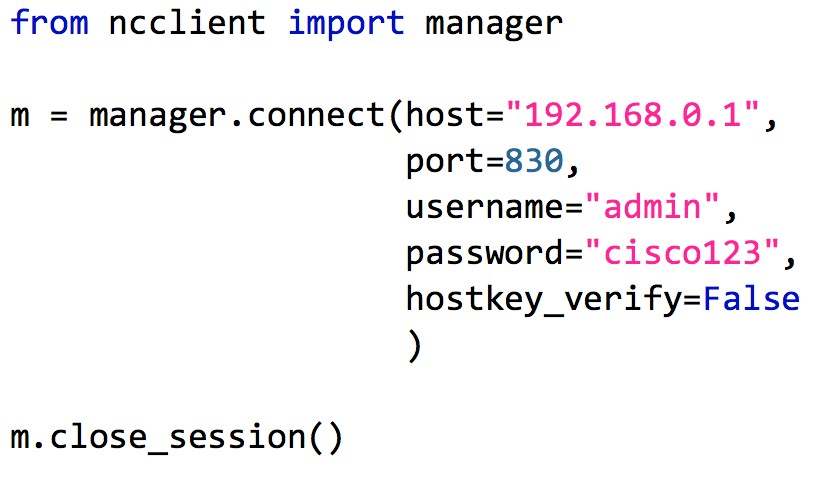 from ncclient import manager
m = manager.connect(host="192.168.0.1",
port=830,
username="admin",
password="cisco123",
hostkey_verify=False
)
m.close_session()